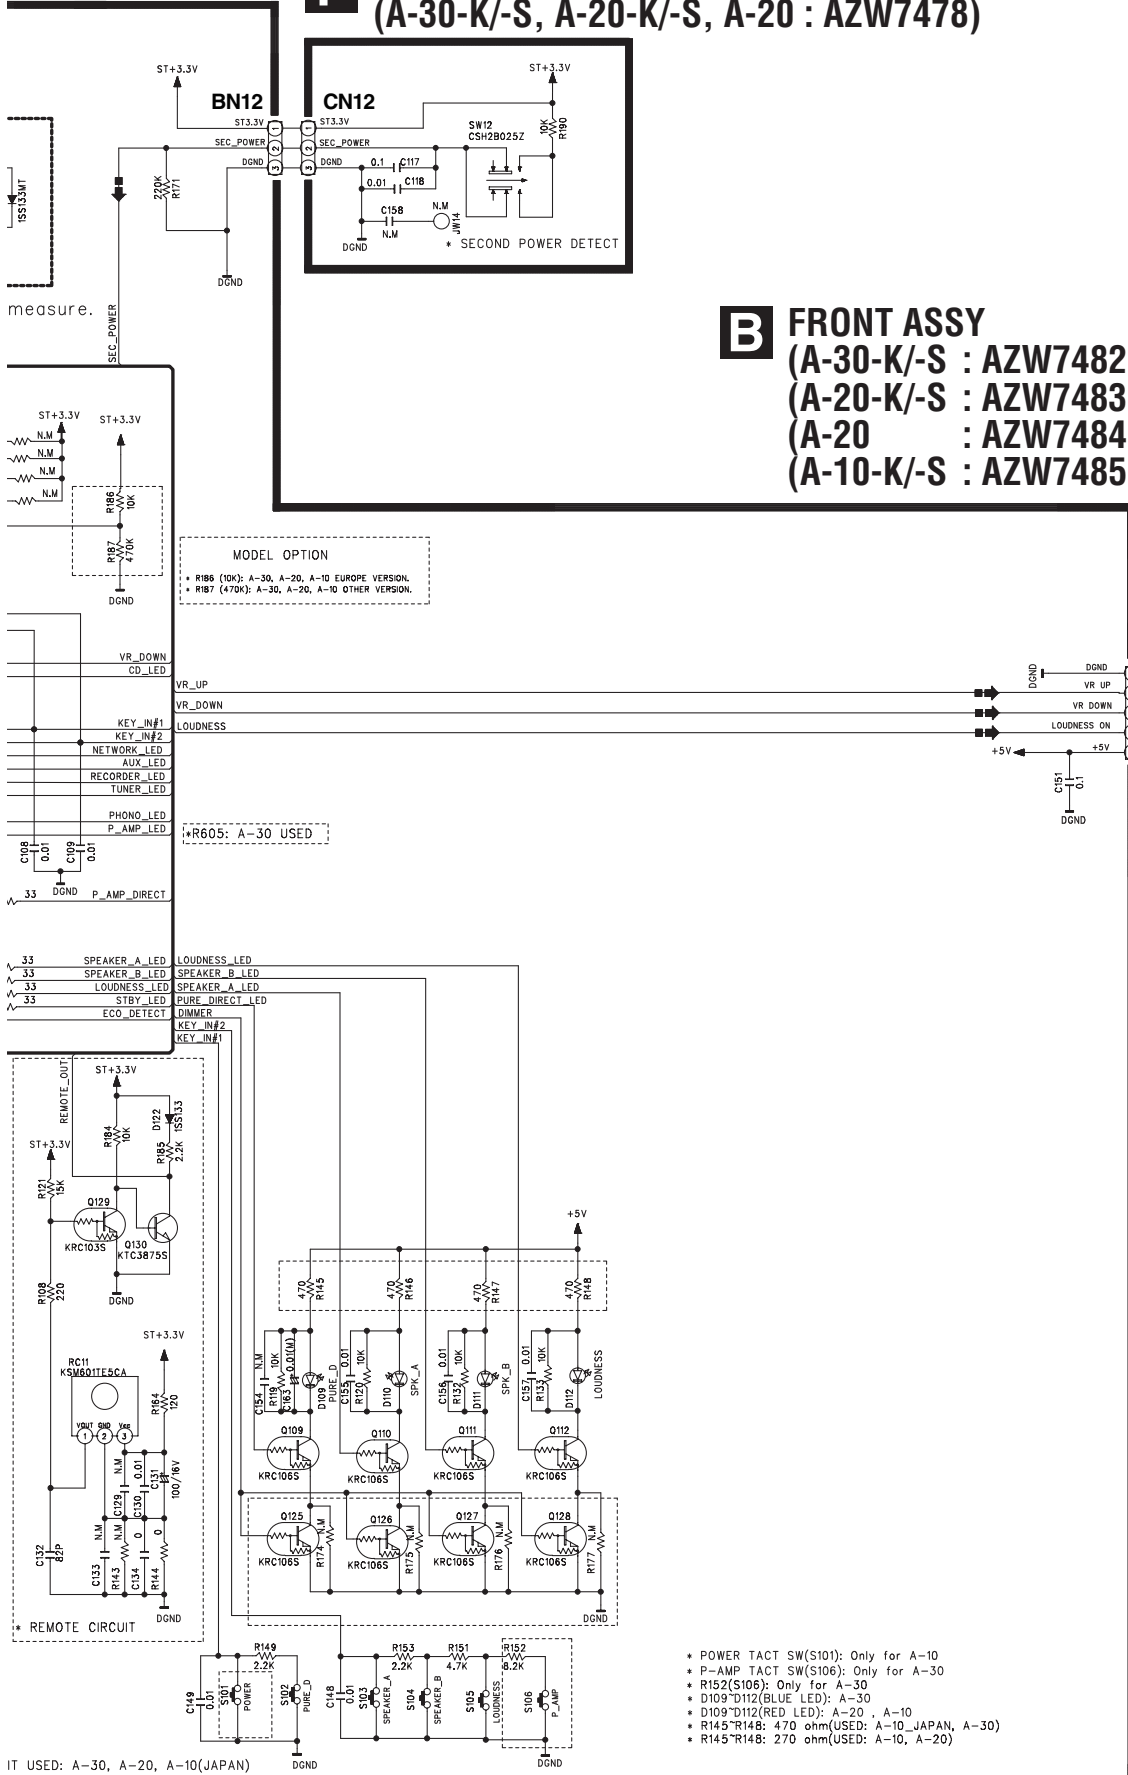 (A-30-K/-S, A-20-K/-S, A-20 : AZW7478)
ST+3.3V
ST+3.3V
BN12
CN12
ST3.3V
1
1
ST3.3V
SEC_POWER
2
2
SEC_POWER
DGND
3
3
DGND
SW12
CSH2B025Z
10K
R190
0.1
C117
0.01
C118
C158
N.M
N.M
JW14
DGND
* SECOND POWER DETECT
220K
R171
DGND
1SS133MT
measure.
SEC_POWER
B
FRONT ASSY
(A-30-K/-S : AZW7482
(A-20-K/-S : AZW7483
(A-20 : AZW7484
(A-10-K/-S : AZW7485
ST+3.3V
ST+3.3V
N.M
N.M
N.M
N.M
R186
10K
R187
470K
DGND
MODEL OPTION
* R186 (10K): A-30, A-20, A-10 EUROPE VERSION.
* R187 (470K): A-30, A-20, A-10 OTHER VERSION.
VR_DOWN
CD_LED
VR_UP
VR_DOWN
KEY_IN#1
LOUDNESS
KEY_IN#2
NETWORK_LED
AUX_LED
RECORDER_LED
TUNER_LED
PHONO_LED
P_AMP_LED
*R605: A-30 USED
DGND
DGND
VR UP
VR DOWN
LOUDNESS ON
+5V
+5V
C151
0.1
DGND
C108
0.01
C109
0.01
DGND
33
P_AMP_DIRECT
33
SPEAKER_A_LED
LOUDNESS_LED
33
SPEAKER_B_LED
SPEAKER_B_LED
33
LOUDNESS_LED
SPEAKER_A_LED
33
STBY_LED
PURE_DIRECT_LED
ECO_DETECT
DIMMER
KEY_IN#2
KEY_IN#1
REMOTE_OUT
ST+3.3V
D122
1SS133
R184
10K
R185
2.2K
ST+3.3V
R121
15K
Q129
KRC103S
Q130
KTC3875S
R108
220
DGND
ST+3.3V
RC11
KSM601TE5CA
VOUT GND Vcc
1 2 3
R164
120
C129
N.M
C130
0.01
C131
100/16V
C132
82P
C133
N.M
R143
N.M
C134
0
R144
0
DGND
* REMOTE CIRCUIT
+5V
470
R145
470
R146
470
R147
470
R148
C154
N.M
R119
10K
C163
0.01(M)
D109
PURE_D
C155
0.01
R120
10K
D110
SPK_A
C156
0.01
R132
10K
D111
SPK_B
C157
0.01
R133
10K
D112
LOUDNESS
Q109
KRC106S
Q110
KRC106S
Q111
KRC106S
Q112
KRC106S
Q125
KRC106S
R174
N.M
Q126
KRC106S
R175
N.M
Q127
KRC106S
R176
N.M
Q128
KRC106S
R177
N.M
DGND
R149
2.2K
C149
0.01
S101
POWER
S102
PURE_D
DGND
C148
0.01
R153
2.2K
R151
4.7K
R152
8.2K
S103
SPEAKER_A
S104
SPEAKER_B
S105
LOUDNESS
S106
P_AMP
DGND
* POWER TACT SW(S101): Only for A-10
* P-AMP TACT SW(S106): Only for A-30
* R152(S106): Only for A-30
* D109~D112(BLUE LED): A-30
* D109~D112(RED LED): A-20 , A-10
* R145~R148: 470 ohm(USED: A-10_JAPAN, A-30)
* R145~R148: 270 ohm(USED: A-10, A-20)
IT USED: A-30, A-20, A-10(JAPAN)